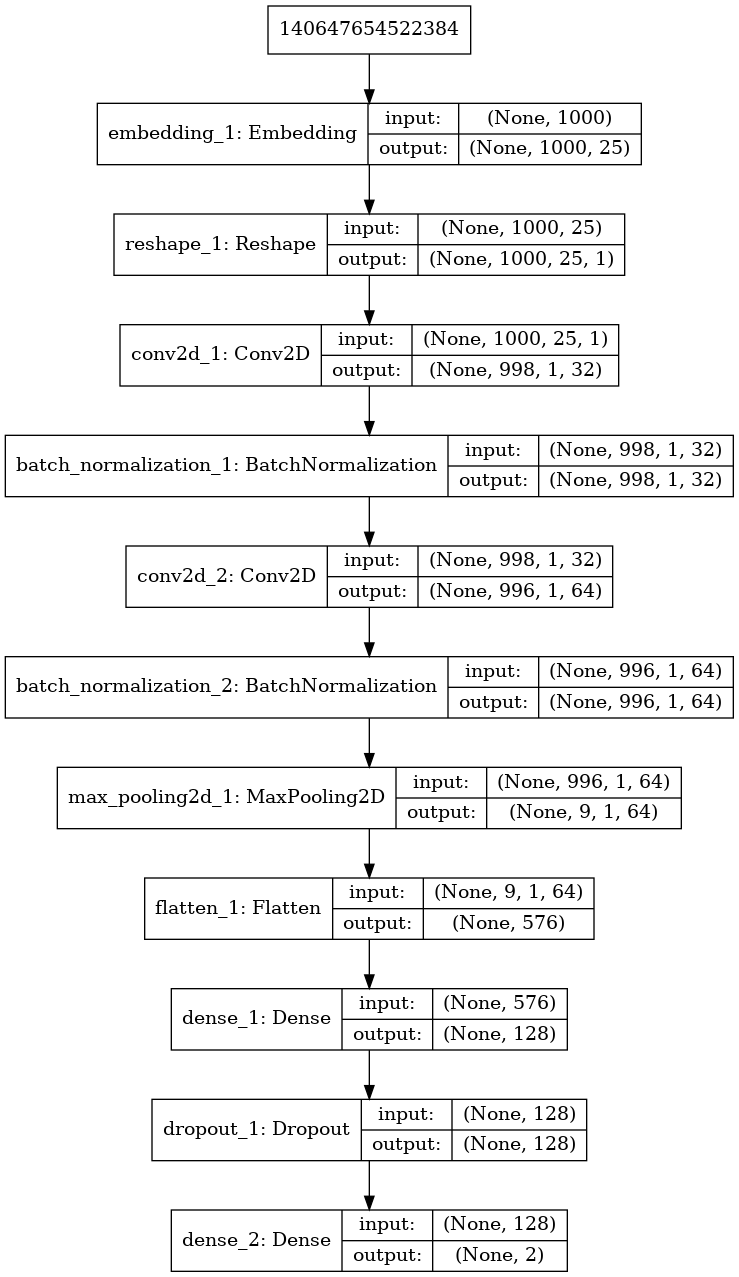 140647654522384
embedding_1: Embedding
input: (None, 1000)
output: (None, 1000, 25)
reshape_1: Reshape
input: (None, 1000, 25)
output: (None, 1000, 25, 1)
conv2d_1: Conv2D
input: (None, 1000, 25, 1)
output: (None, 998, 1, 32)
batch_normalization_1: BatchNormalization
input: (None, 998, 1, 32)
output: (None, 998, 1, 32)
conv2d_2: Conv2D
input: (None, 998, 1, 32)
output: (None, 996, 1, 64)
batch_normalization_2: BatchNormalization
input: (None, 996, 1, 64)
output: (None, 996, 1, 64)
max_pooling2d_1: MaxPooling2D
input: (None, 996, 1, 64)
output: (None, 9, 1, 64)
flatten_1: Flatten
input: (None, 9, 1, 64)
output: (None, 576)
dense_1: Dense
input: (None, 576)
output: (None, 128)
dropout_1: Dropout
input: (None, 128)
output: (None, 128)
dense_2: Dense
input: (None, 128)
output: (None, 2)